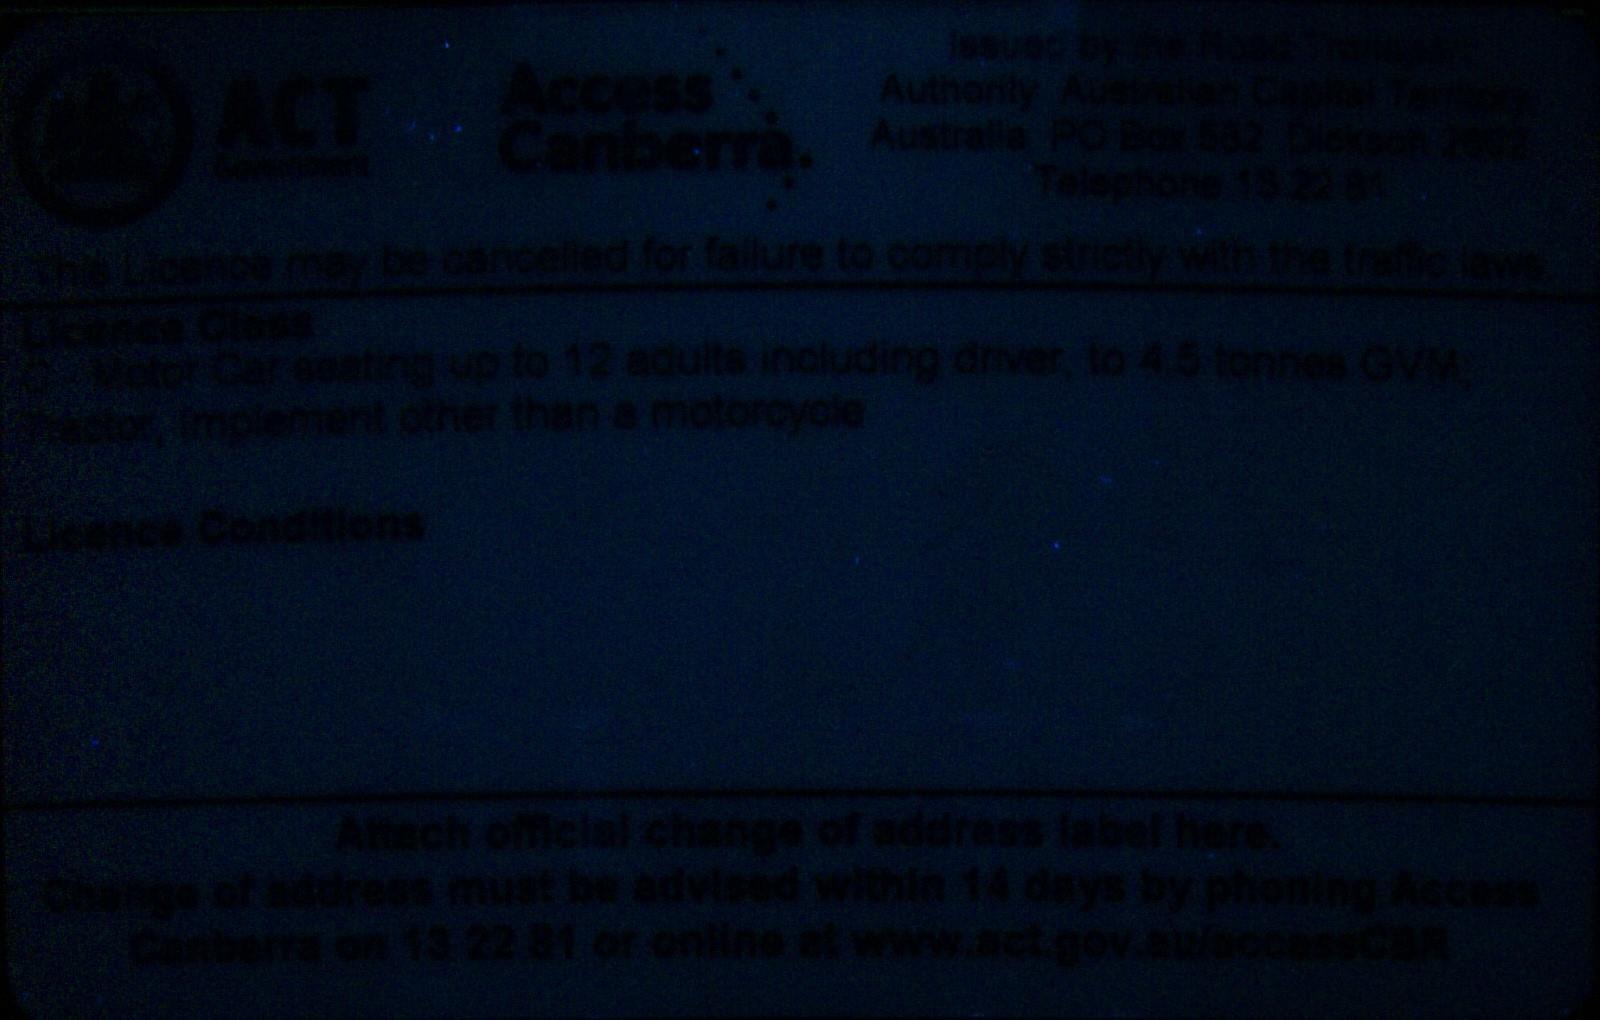 ACT
Government
Access
Canberra
Issued by the Road Transport
Authority Australian Capital Territory,
Australia PO Box 582 Dickson 2602
Telephone 13 22 81
This Licence may be cancelled for failure to comply strictly with the traffic laws.
Licence Class
C - Motor Car seating up to 12 adults including driver, to 4.5 tonnes GVM;
Tractor, Implement other than a motorcycle
Licence Conditions
Attach official change of address label here.
Change of address must be advised within 14 days by phoning Access
Canberra on 13 22 81 or online at www.act.gov.au/accessCBR